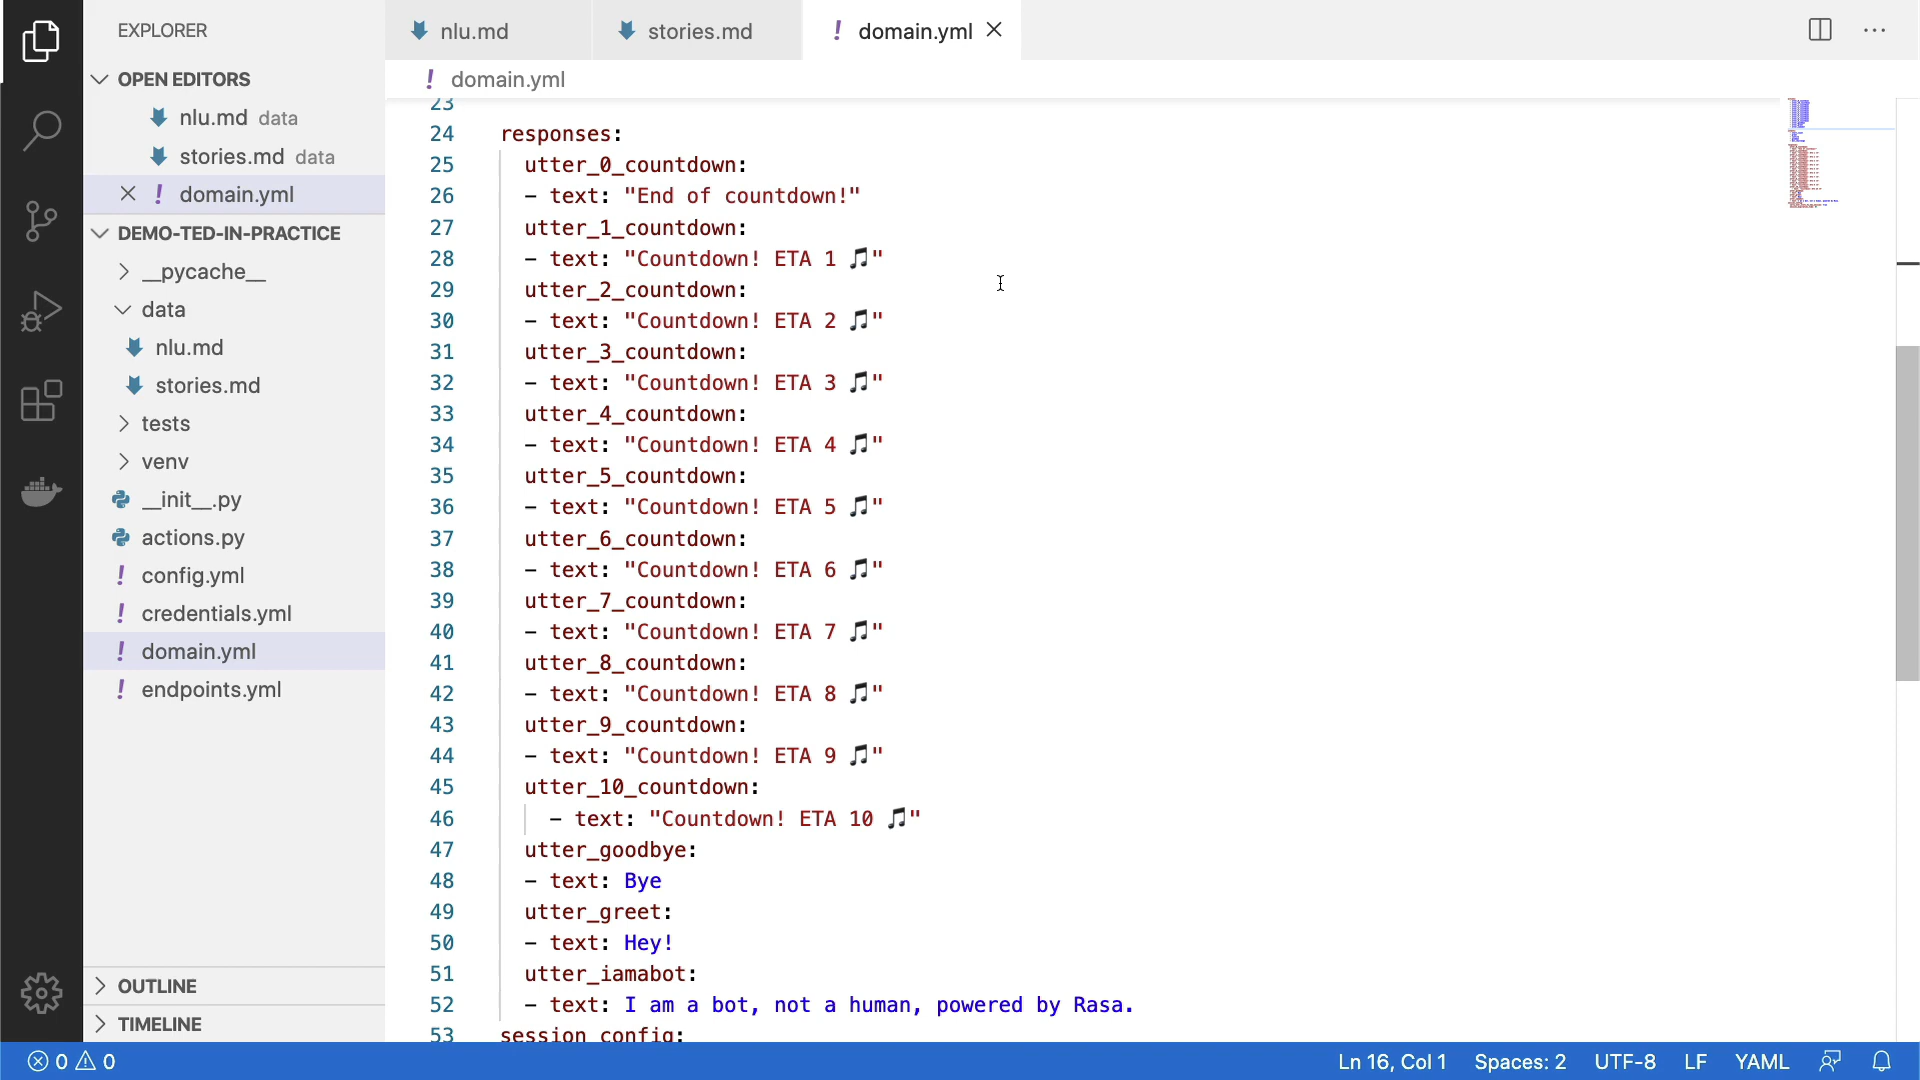 EXPLORER
OPEN EDITORS
nlu.md data
stories.md data
domain.yml
DEMO-TED-IN-PRACTICE
__pycache__
data
nlu.md
stories.md
tests
venv
__init__.py
actions.py
config.yml
credentials.yml
domain.yml
endpoints.yml
OUTLINE
TIMELINE
nlu.md stories.md ! domain.yml
! domain.yml
23
24 responses:
25 utter_0_countdown:
26 - text: "End of countdown!"
27 utter_1_countdown:
28 - text: "Countdown! ETA 1 🎵"
29 utter_2_countdown:
30 - text: "Countdown! ETA 2 🎵"
31 utter_3_countdown:
32 - text: "Countdown! ETA 3 🎵"
33 utter_4_countdown:
34 - text: "Countdown! ETA 4 🎵"
35 utter_5_countdown:
36 - text: "Countdown! ETA 5 🎵"
37 utter_6_countdown:
38 - text: "Countdown! ETA 6 🎵"
39 utter_7_countdown:
40 - text: "Countdown! ETA 7 🎵"
41 utter_8_countdown:
42 - text: "Countdown! ETA 8 🎵"
43 utter_9_countdown:
44 - text: "Countdown! ETA 9 🎵"
45 utter_10_countdown:
46 - text: "Countdown! ETA 10 🎵"
47 utter_goodbye:
48 - text: Bye
49 utter_greet:
50 - text: Hey!
51 utter_iamabot:
52 - text: I am a bot, not a human, powered by Rasa.
53 session_config:
0 0 Ln 16, Col 1 Spaces: 2 UTF-8 LF YAML